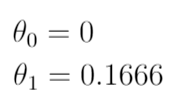 θ₀ = 0
θ₁ = 0.1666